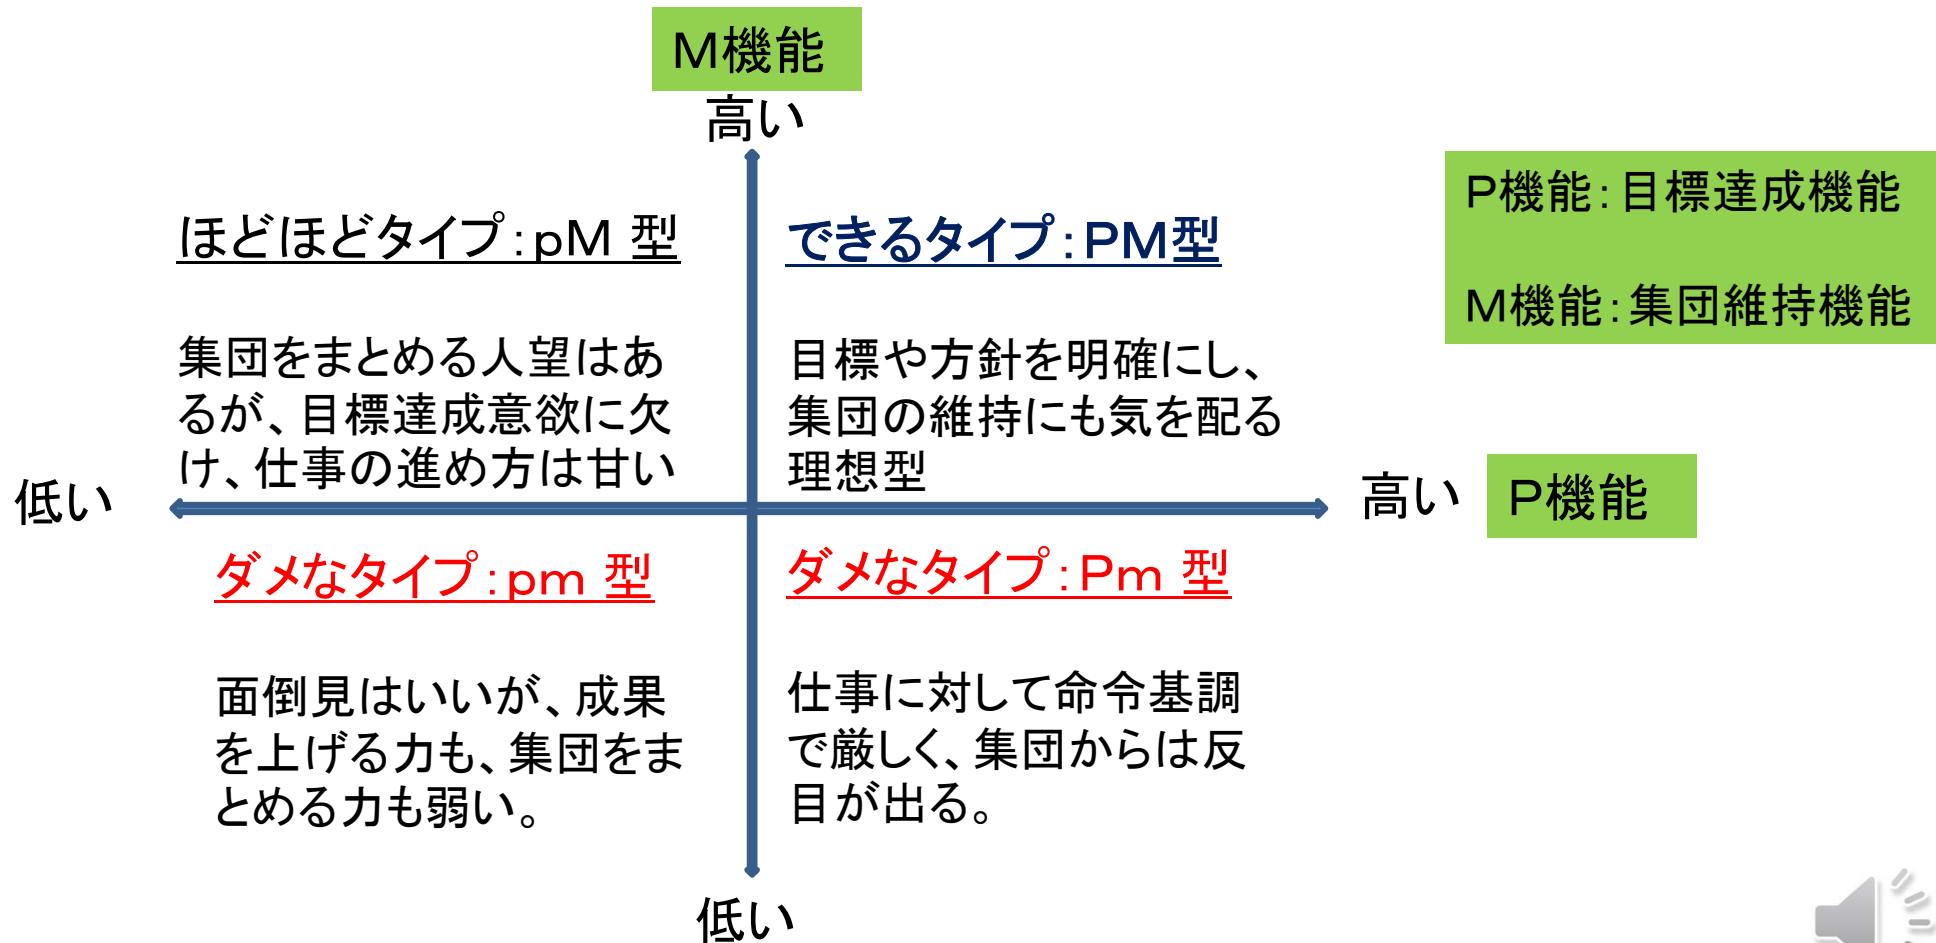 M機能
高い
P機能:目標達成機能
M機能:集団維持機能
ほどほどタイプ:pM 型
集団をまとめる人望はあ
るが、目標達成意欲に欠
け、仕事の進め方は甘い
できるタイプ:PM型
目標や方針を明確にし、
集団の維持にも気を配る
理想型
低い
高い
P機能
ダメなタイプ:pm 型
面倒見はいいが、成果
を上げる力も、集団をま
とめる力も弱い。
ダメなタイプ:Pm 型
仕事に対して命令基調
で厳しく、集団からは反
目が出る。
低い